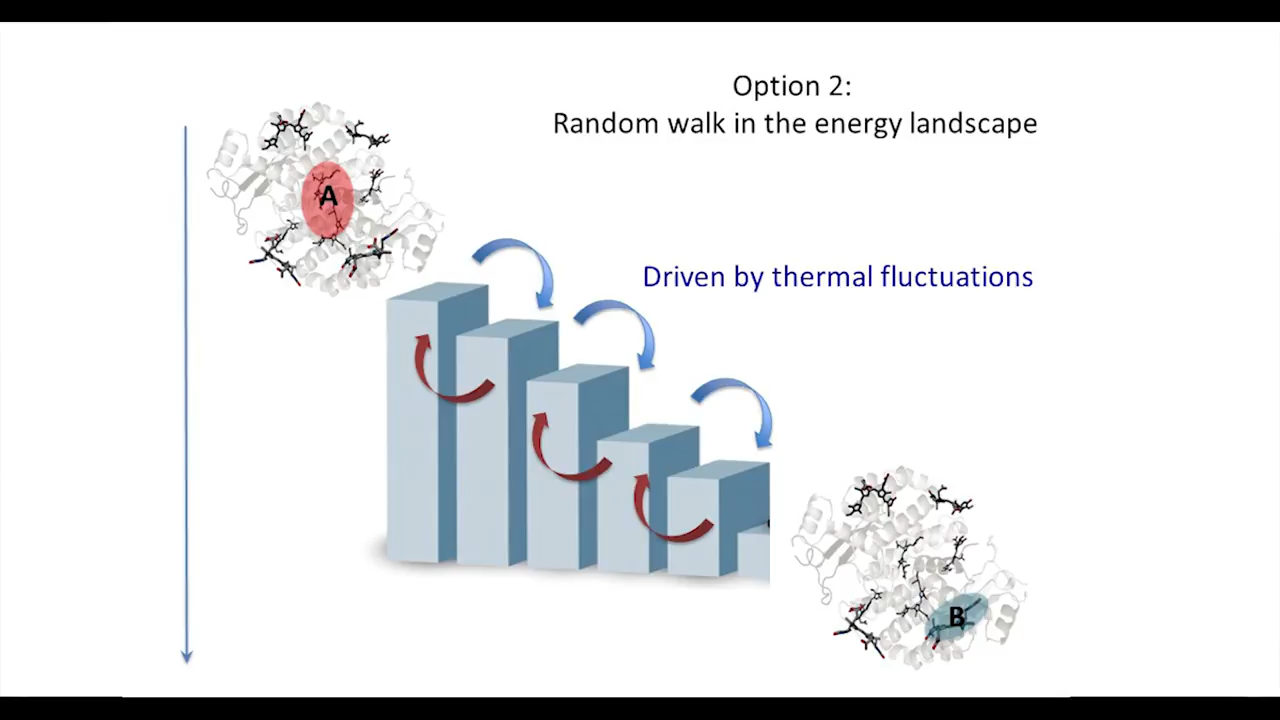 Option 2:
Random walk in the energy landscape
A
Driven by thermal fluctuations
B